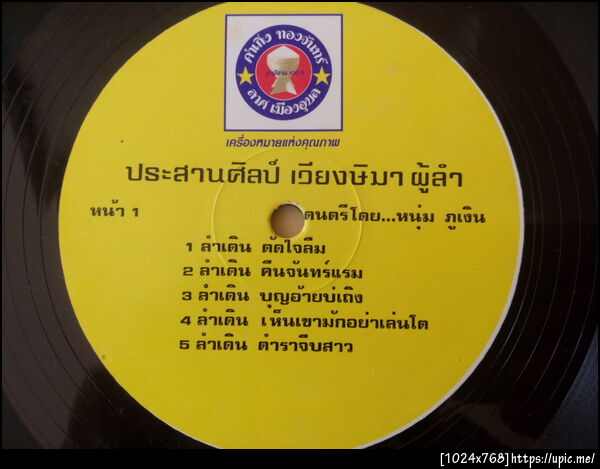 คำเกิ่ง ทองจันทร์
ลาศ เมืองอุบล
เครื่องหมายแห่งคุณภาพ
ประสานศิลป์ เวียงษิมา ผู้ลำ
หน้า 1
ดนตรีโดย...หนุ่ม ภูเงิน
1 ลำเดิน ตัดใจลืม
2 ลำเดิน คืนจันทร์แรม
3 ลำเดิน บุญอ้ายบ่เถิง
4 ลำเดิน เห็นเขามักอย่าเล่นโต
5 ลำเดิน ตำราจีบสาว
[1024x768]https://upic.me/